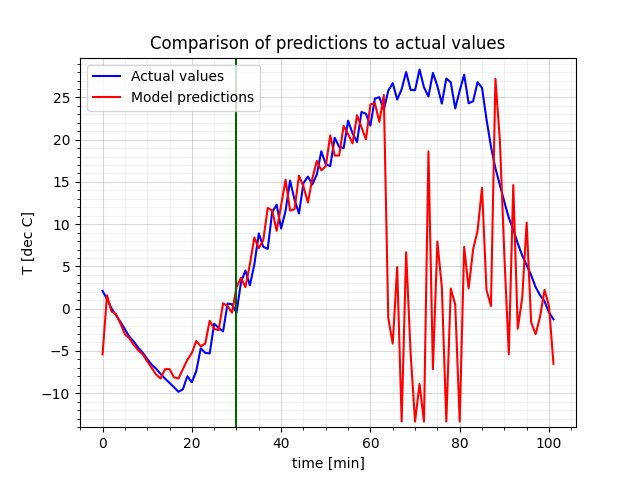 Comparison of predictions to actual values
Actual values
Model predictions
25
20
15
10
5
0
−5
−10
T [dec C]
0
20
40
60
80
100
time [min]